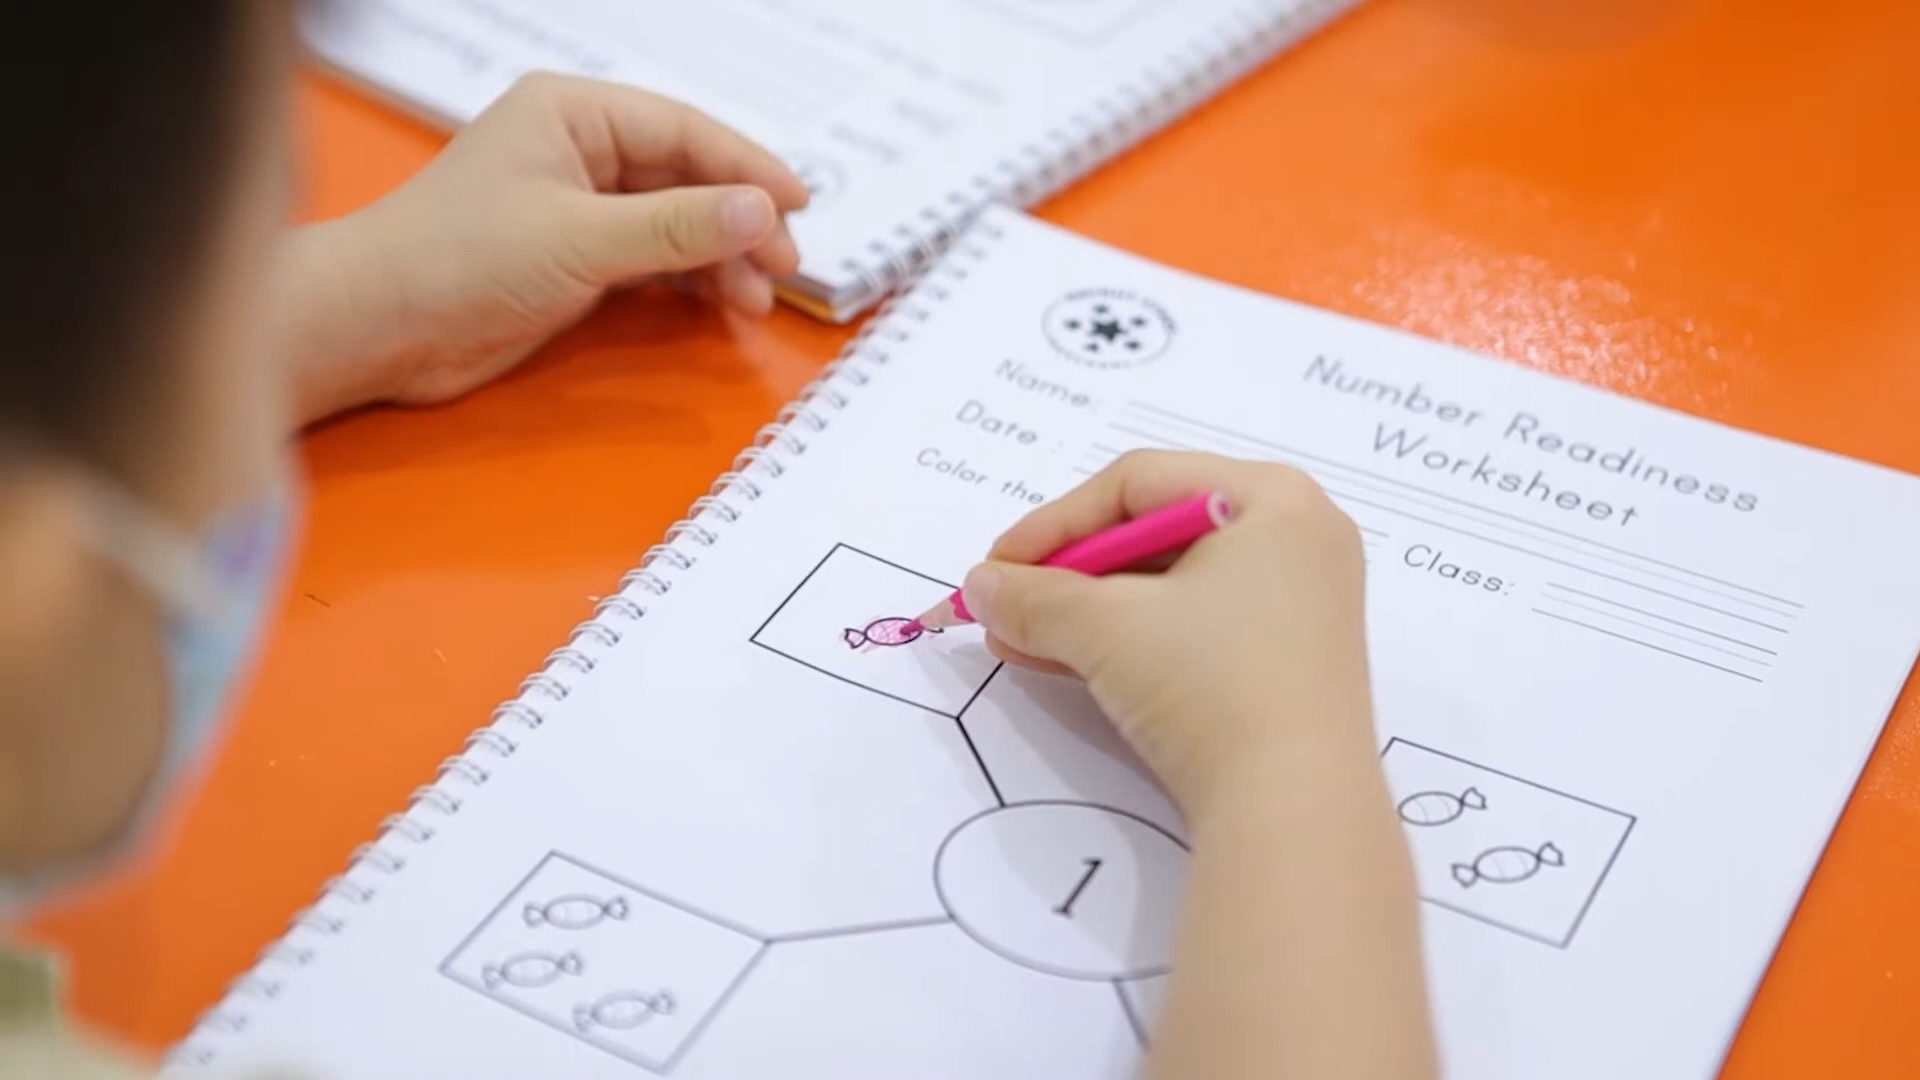 Number Readiness
Worksheet
Name:
Date :
Class:
Color the
1